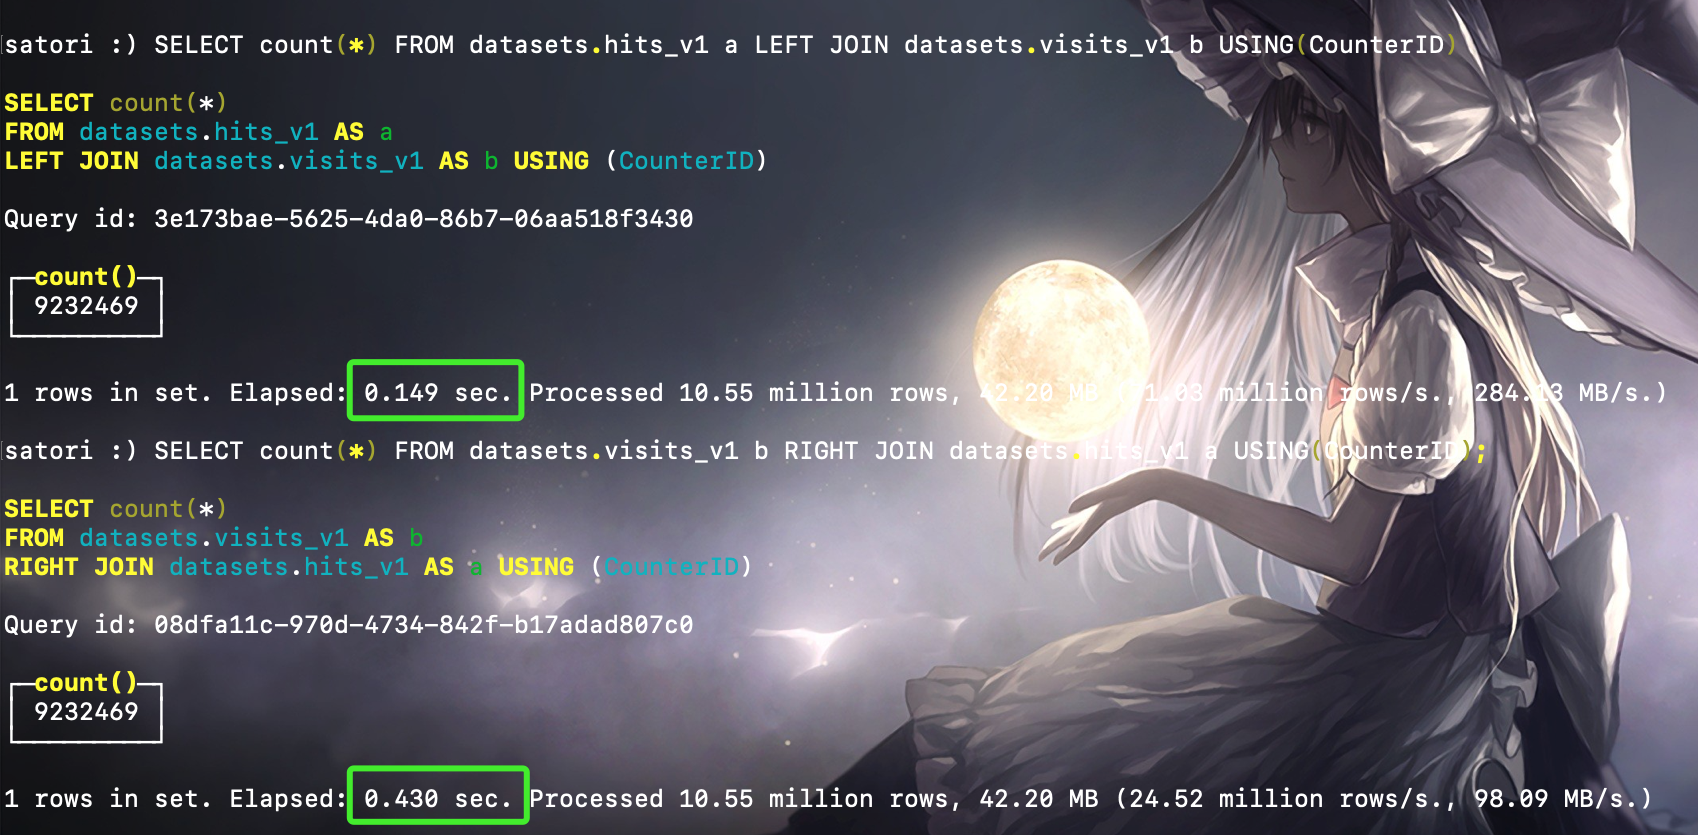 satori :) SELECT count(*) FROM datasets.hits_v1 a LEFT JOIN datasets.visits_v1 b USING(CounterID)
SELECT count(*)
FROM datasets.hits_v1 AS a
LEFT JOIN datasets.visits_v1 AS b USING (CounterID)
Query id: 3e173bae-5625-4da0-86b7-06aa518f3430
count()
9232469
1 rows in set. Elapsed: 0.149 sec. Processed 10.55 million rows, 42.20 MB (71.03 million rows/s., 284.13 MB/s.)
satori :) SELECT count(*) FROM datasets.visits_v1 b RIGHT JOIN datasets.hits_v1 a USING(CounterID);
SELECT count(*)
FROM datasets.visits_v1 AS b
RIGHT JOIN datasets.hits_v1 AS a USING (CounterID)
Query id: 08dfa11c-970d-4734-842f-b17adad807c0
count()
9232469
1 rows in set. Elapsed: 0.430 sec. Processed 10.55 million rows, 42.20 MB (24.52 million rows/s., 98.09 MB/s.)